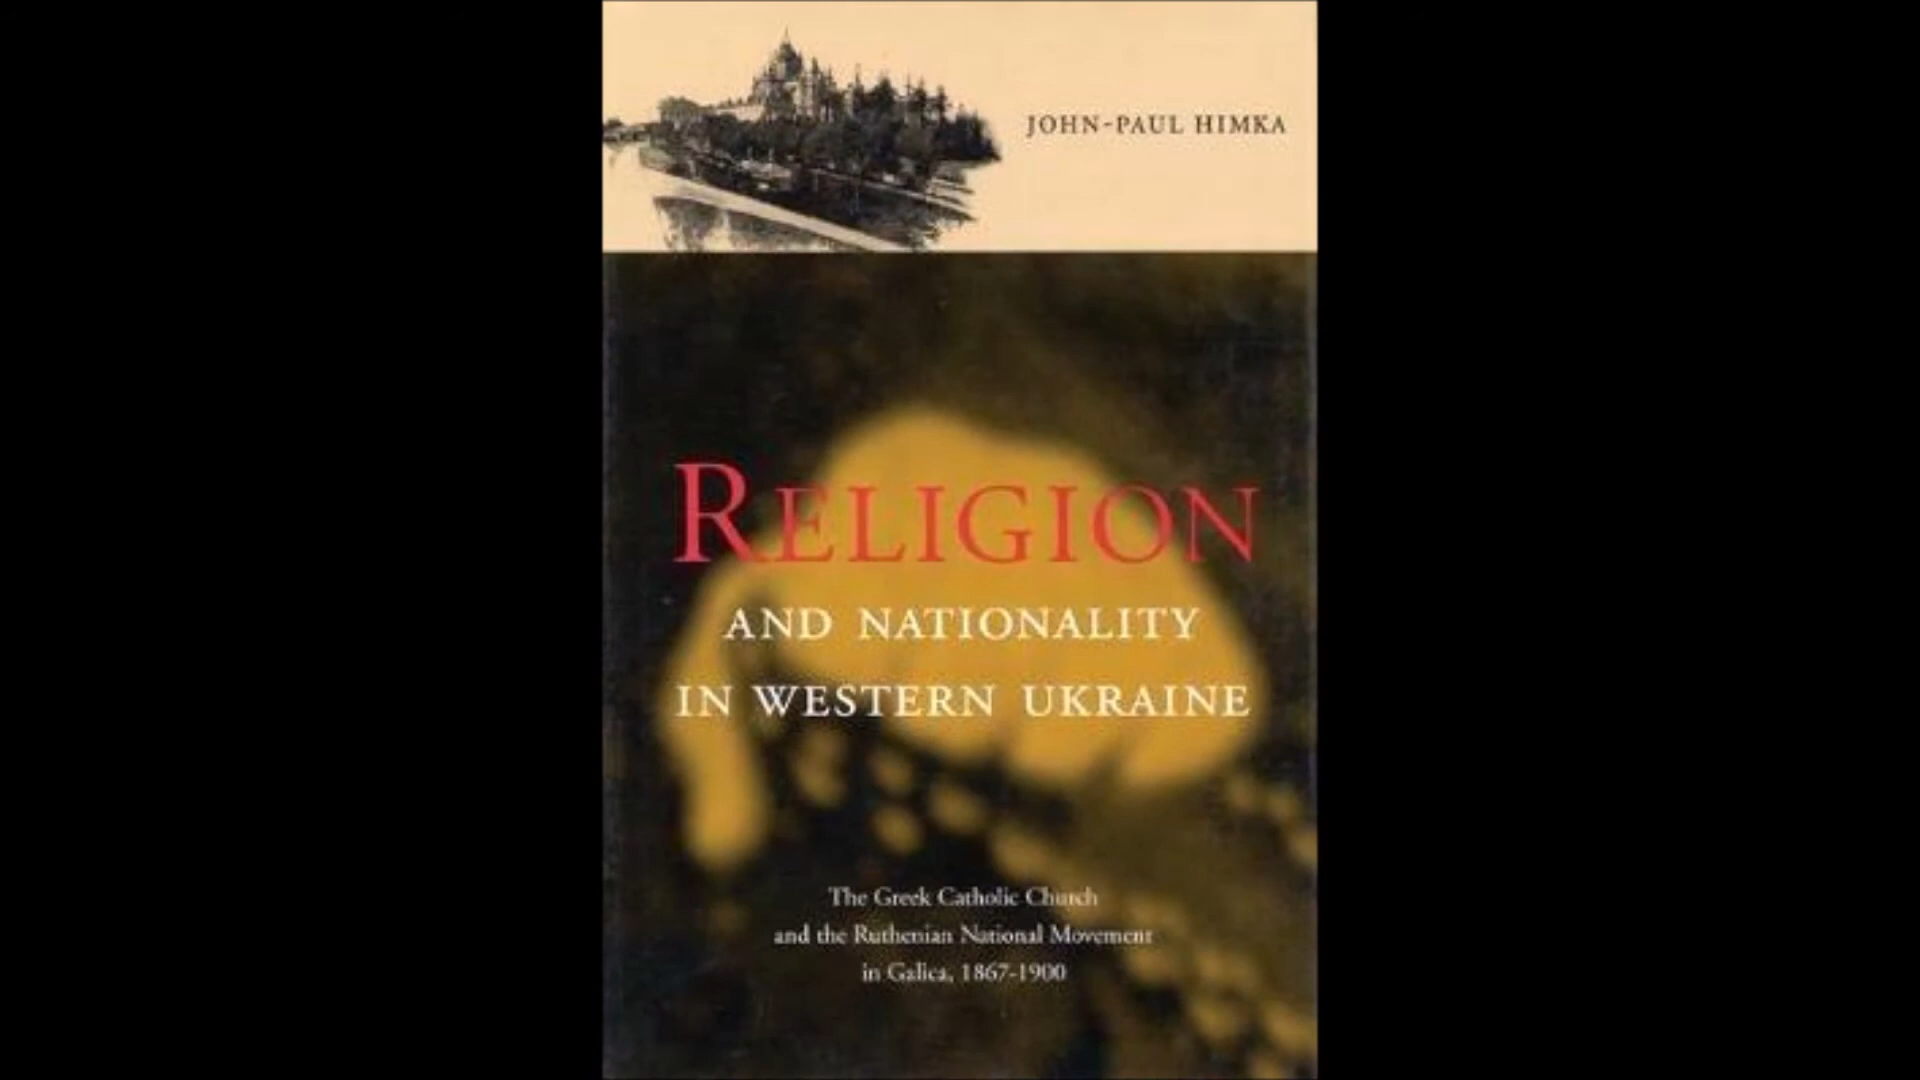 JOHN-PAUL HIMKA
RELIGION
AND NATIONALITY
IN WESTERN UKRAINE
The Greek Catholic Church
and the Ruthenian National Movement
in Galica, 1867-1900